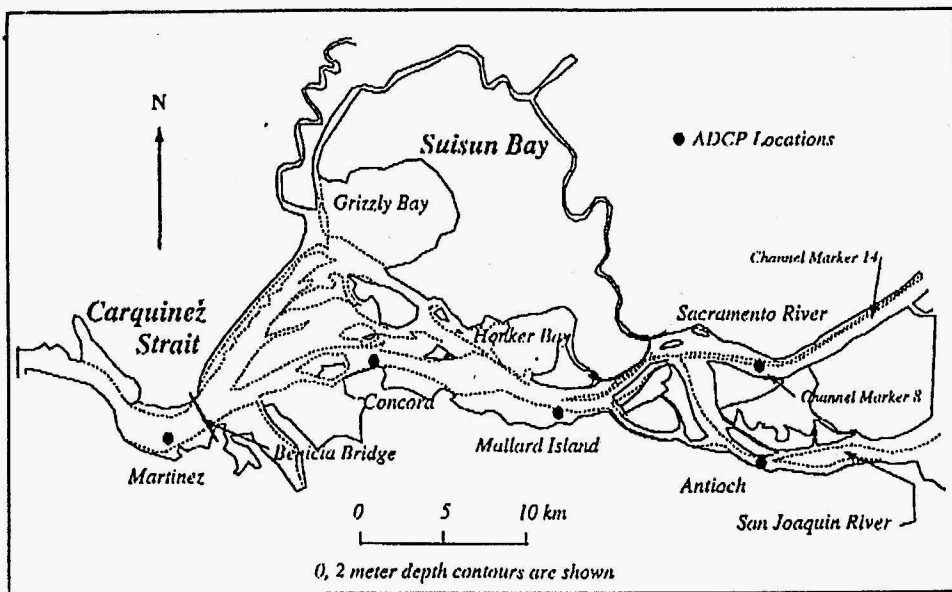 N
Suisun Bay
ADCP Locations
Grizzly Bay
Channel Marker 14
Carquinež
Strait
Sacramento River
Honker Bay
Concord
Channel Marker 8
Mallard Island
Benicia Bridge
Martinez
Antioch
San Joaquin River
0 5 10 km
0, 2 meter depth contours are shown